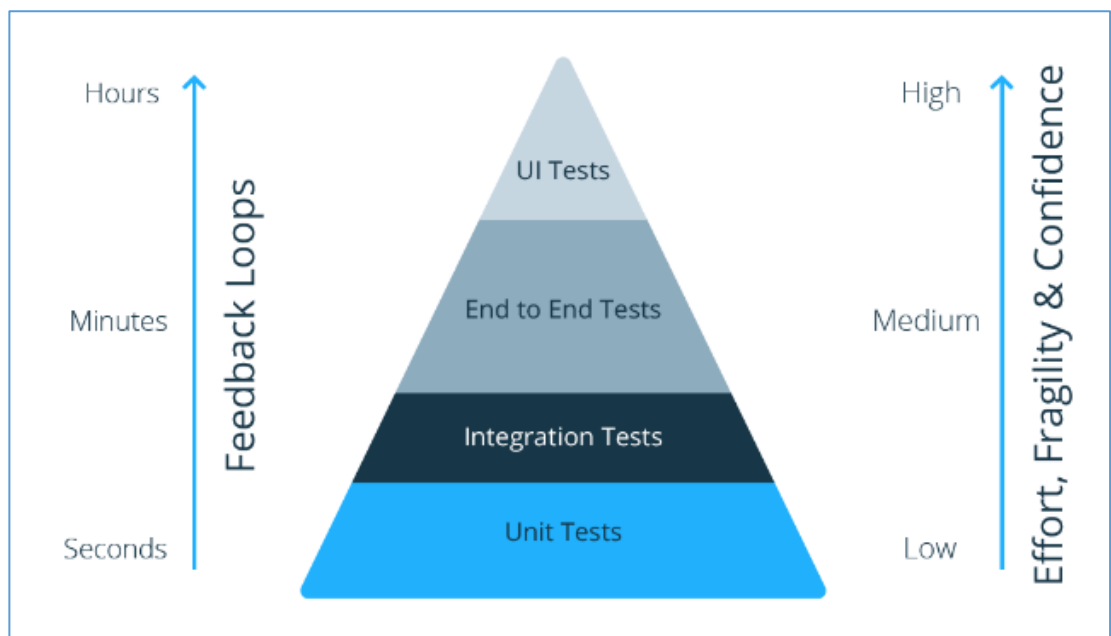 Hours
Minutes
Seconds
Feedback Loops
UI Tests
End to End Tests
Integration Tests
Unit Tests
High
Medium
Low
Effort, Fragility & Confidence